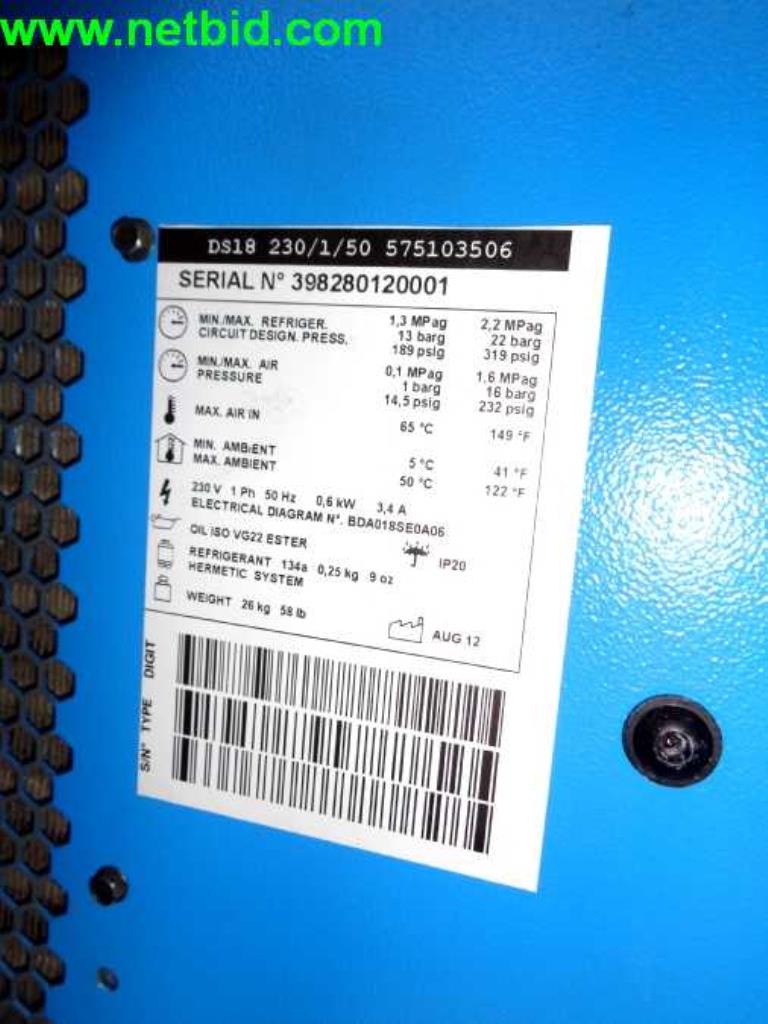 www.netbid.com
DS18 230/1/50 575103506
SERIAL N° 398280120001
MIN./MAX. REFRIGER. 1,3 MPag 2,2 MPag
CIRCUIT DESIGN. PRESS. 13 barg 22 barg
189 psig 319 psig
MIN./MAX. AIR 0,1 MPag 1,6 MPag
PRESSURE 1 barg 16 barg
14,5 psig 232 psig
MAX. AIR IN 65 °C 149 °F
MIN. AMBIENT 5 °C 41 °F
MAX. AMBIENT 50 °C 122 °F
230 V 1 Ph 50 Hz 0,6 kW 3,4 A
ELECTRICAL DIAGRAM N°. BDA018SE0A06
OIL ISO VG22 ESTER IP20
REFRIGERANT 134a 0,25 kg 9 oz
HERMETIC SYSTEM
WEIGHT 26 kg 58 lb
AUG 12
DIGIT
TYPE
S/N°